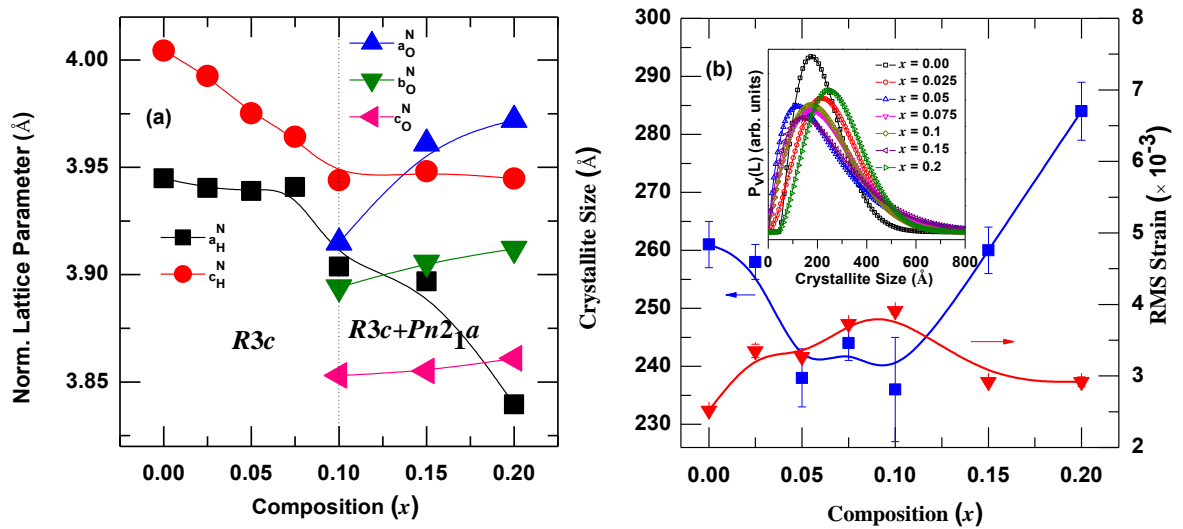 Norm. Lattice Parameter (Å)
4.00
3.95
3.90
3.85
(a)
a_O^N
b_O^N
c_O^N
a_H^N
c_H^N
R3c
R3c+Pn2_1a
0.00 0.05 0.10 0.15 0.20
Composition (x)
Crystallite Size (Å)
300
290
280
270
260
250
240
230
(b)
P_V(L) (arb. units)
x = 0.00
x = 0.025
x = 0.05
x = 0.075
x = 0.1
x = 0.15
x = 0.2
0 200 400 600 800
Crystallite Size (Å)
8
7
6
5
4
3
2
RMS Strain (× 10^-3)
0.00 0.05 0.10 0.15 0.20
Composition (x)